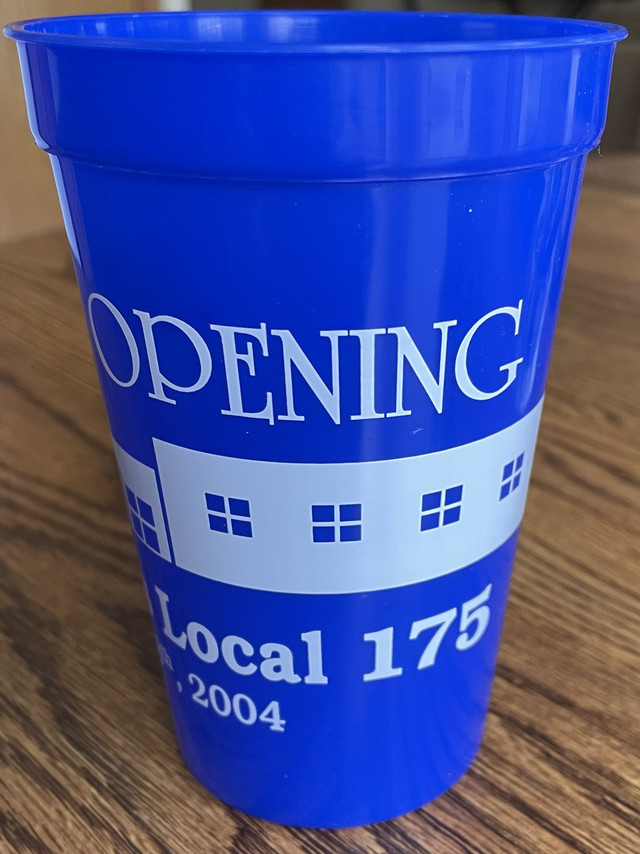 OPENING
Local 175
, 2004